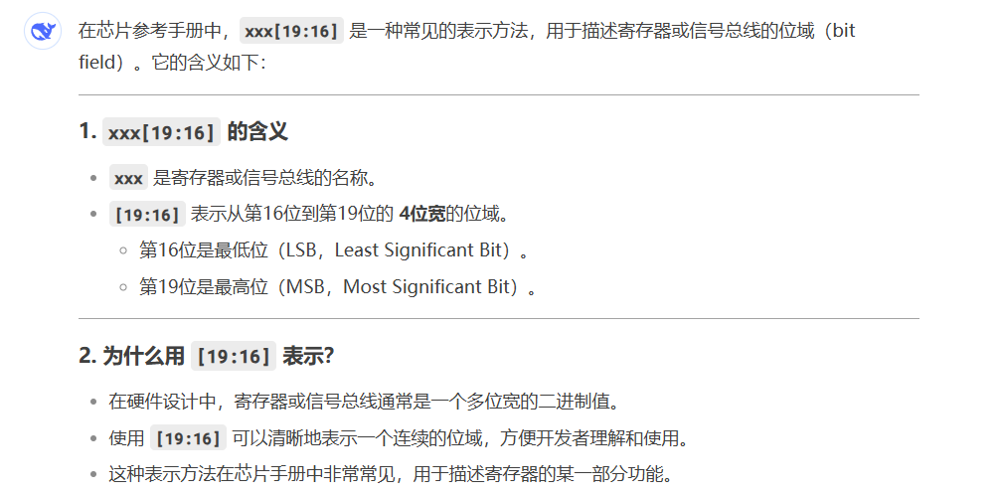 在芯片参考手册中，xxx[19:16] 是一种常见的表示方法，用于描述寄存器或信号总线的位域（bit
field）。它的含义如下：
1. xxx[19:16] 的含义
• xxx 是寄存器或信号总线的名称。
• [19:16] 表示从第16位到第19位的 4位宽的位域。
◦ 第16位是最低位（LSB，Least Significant Bit）。
◦ 第19位是最高位（MSB，Most Significant Bit）。
2. 为什么用 [19:16] 表示？
• 在硬件设计中，寄存器或信号总线通常是一个多位宽的二进制值。
• 使用 [19:16] 可以清晰地表示一个连续的位域，方便开发者理解和使用。
• 这种表示方法在芯片手册中非常常见，用于描述寄存器的某一部分功能。